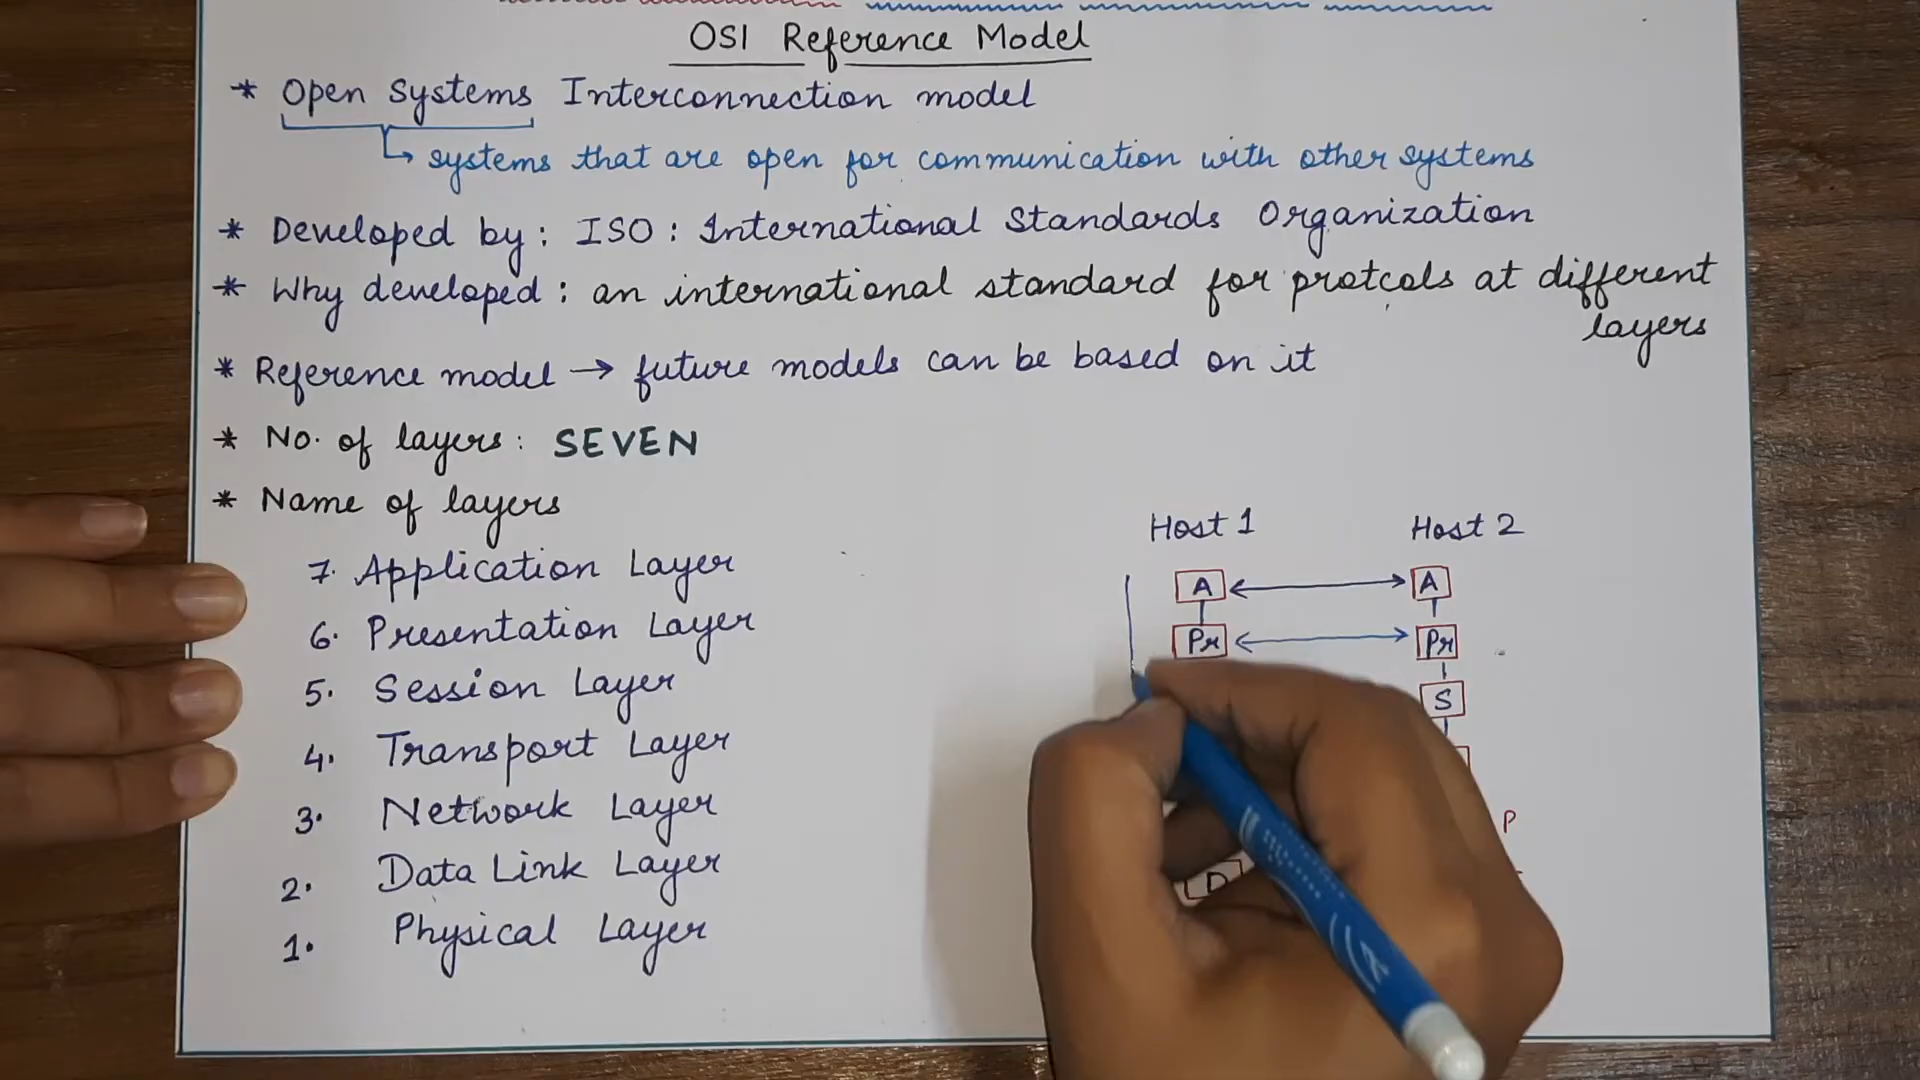 OSI Reference Model
* Open Systems Interconnection model
systems that are open for communication with other systems
* Developed by: ISO: International Standards Organization
* Why developed: an international standard for protcols at different
layers
* Reference model → future models can be based on it
* No. of layers: SEVEN
* Name of layers
7. Application Layer
6. Presentation Layer
5. Session Layer
4. Transport Layer
3. Network Layer
2. Data Link Layer
1. Physical Layer
Host 1 Host 2
A A
Pr Pr
S
P
D